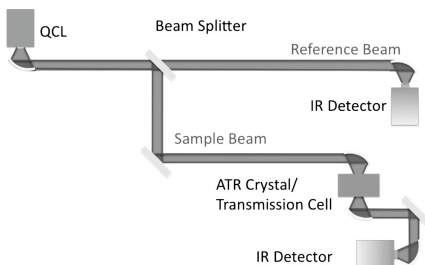 QCL
Beam Splitter
Reference Beam
IR Detector
Sample Beam
ATR Crystal/
Transmission Cell
IR Detector